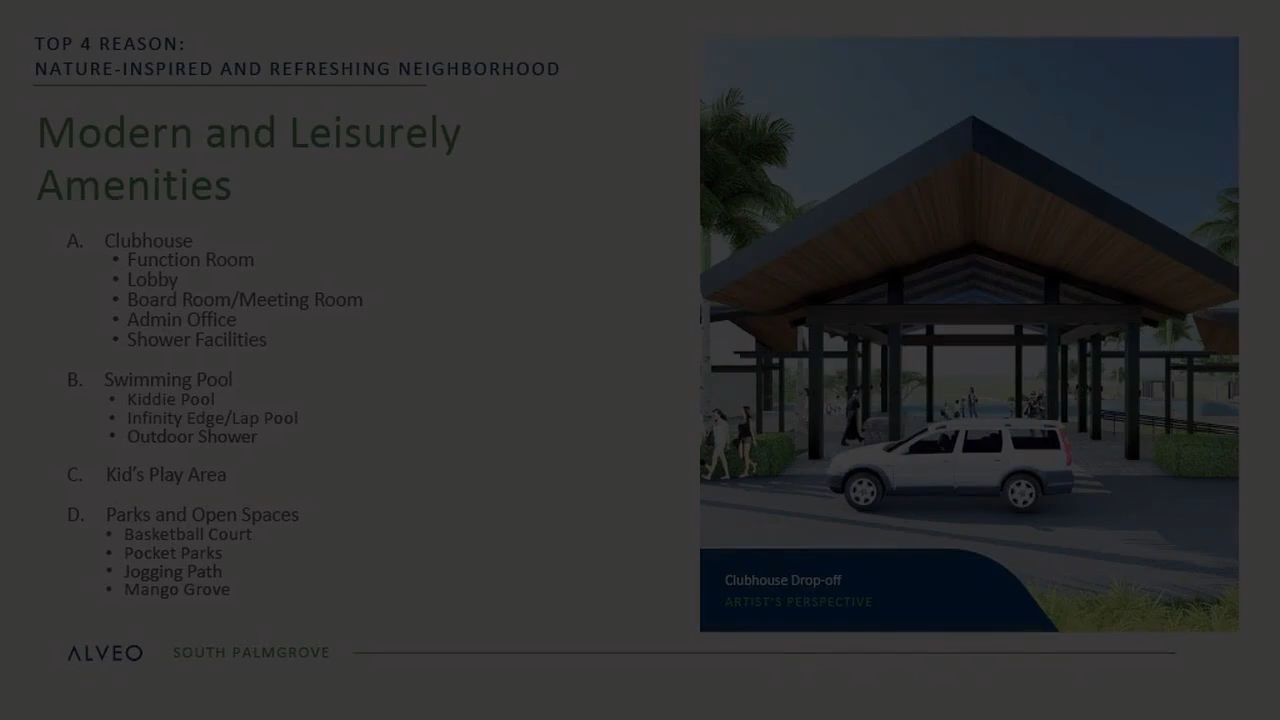 TOP 4 REASON:
NATURE-INSPIRED AND REFRESHING NEIGHBORHOOD
Modern and Leisurely
Amenities
A. Clubhouse
• Function Room
• Lobby
• Board Room/Meeting Room
• Admin Office
• Shower Facilities
B. Swimming Pool
• Kiddie Pool
• Infinity Edge/Lap Pool
• Outdoor Shower
C. Kid's Play Area
D. Parks and Open Spaces
• Basketball Court
• Pocket Parks
• Jogging Path
• Mango Grove
Clubhouse Drop-off
ARTIST'S PERSPECTIVE
ALVEO SOUTH PALMGROVE